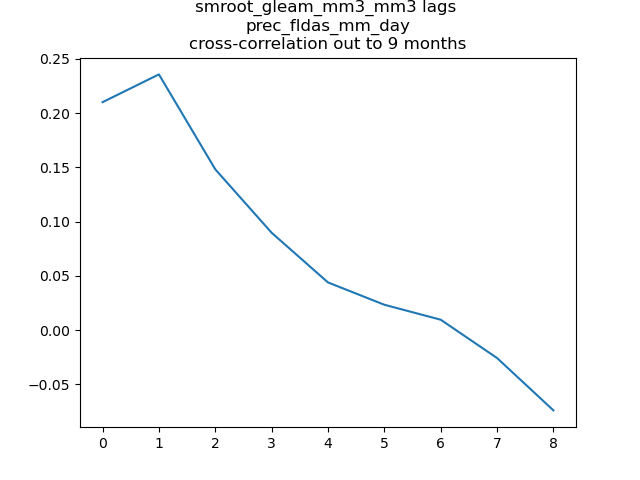 smroot_gleam_mm3_mm3 lags
prec_fldas_mm_day
cross-correlation out to 9 months
0.25
0.20
0.15
0.10
0.05
0.00
−0.05
0 1 2 3 4 5 6 7 8